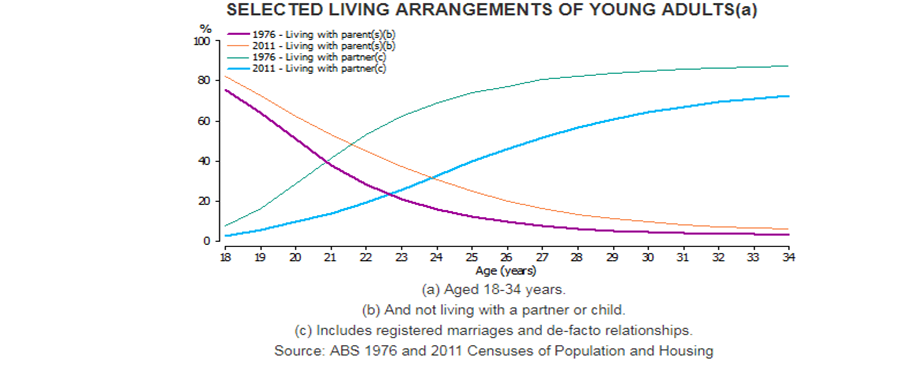 SELECTED LIVING ARRANGEMENTS OF YOUNG ADULTS(a)
%
1976 - Living with parent(s)(b)
2011 - Living with parent(s)(b)
1976 - Living with partner(c)
2011 - Living with partner(c)
100
80
60
40
20
0
18 19 20 21 22 23 24 25 26 27 28 29 30 31 32 33 34
Age (years)
(a) Aged 18-34 years.
(b) And not living with a partner or child.
(c) Includes registered marriages and de-facto relationships.
Source: ABS 1976 and 2011 Censuses of Population and Housing